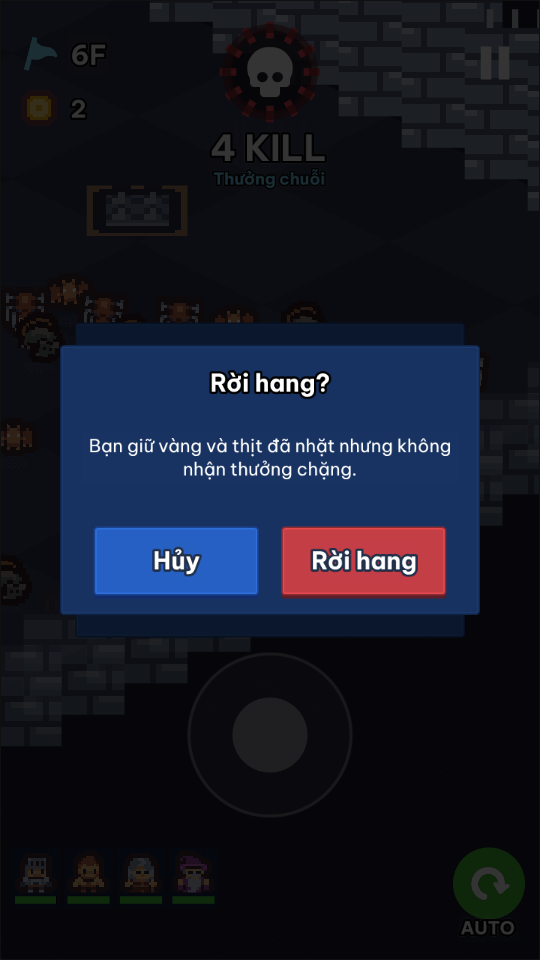 6F
2
4 KILL
Thưởng chuỗi
Rời hang?
Bạn giữ vàng và thịt đã nhặt nhưng không
nhận thưởng chặng.
Hủy
Rời hang
AUTO